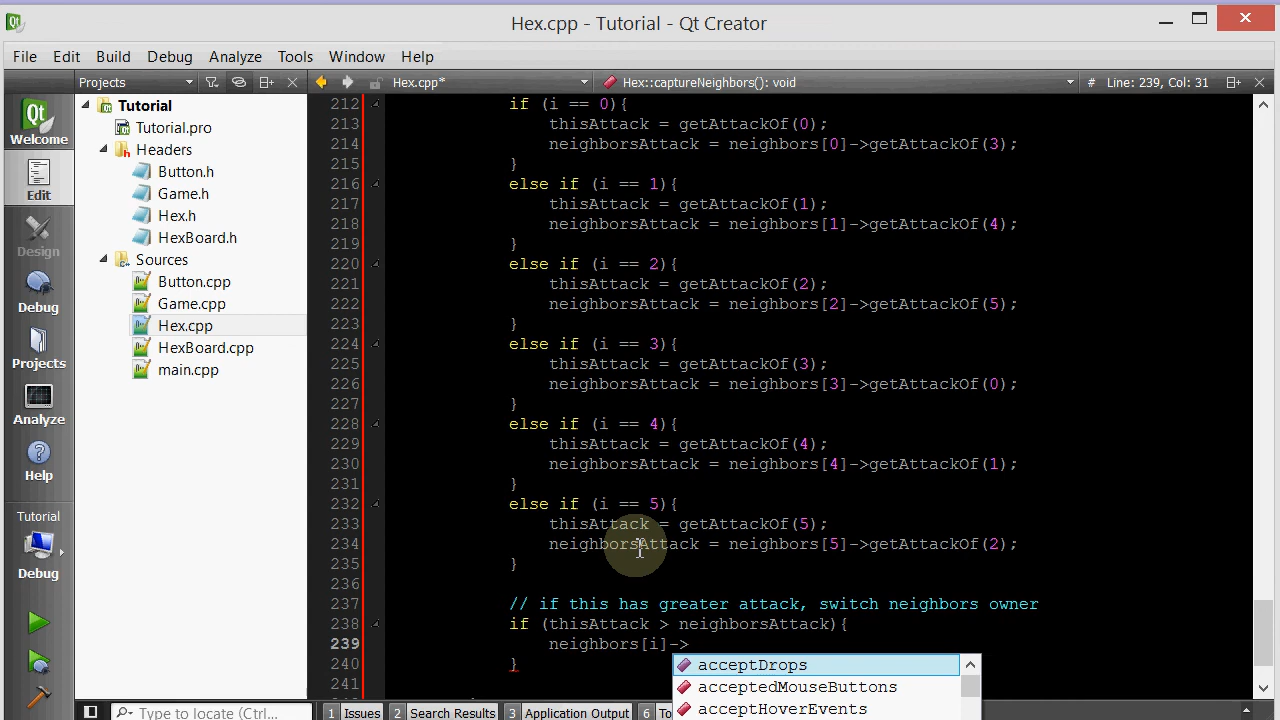 Hex.cpp - Tutorial - Qt Creator
File Edit Build Debug Analyze Tools Window Help
Projects Hex.cpp* Hex::captureNeighbors(): void # Line: 239, Col: 31
Welcome
Edit
Design
Debug
Projects
Analyze
Help
Tutorial
Debug
Tutorial
Tutorial.pro
Headers
Button.h
Game.h
Hex.h
HexBoard.h
Sources
Button.cpp
Game.cpp
Hex.cpp
HexBoard.cpp
main.cpp
212 if (i == 0){
213 thisAttack = getAttackOf(0);
214 neighborsAttack = neighbors[0]->getAttackOf(3);
215 }
216 else if (i == 1){
217 thisAttack = getAttackOf(1);
218 neighborsAttack = neighbors[1]->getAttackOf(4);
219 }
220 else if (i == 2){
221 thisAttack = getAttackOf(2);
222 neighborsAttack = neighbors[2]->getAttackOf(5);
223 }
224 else if (i == 3){
225 thisAttack = getAttackOf(3);
226 neighborsAttack = neighbors[3]->getAttackOf(0);
227 }
228 else if (i == 4){
229 thisAttack = getAttackOf(4);
230 neighborsAttack = neighbors[4]->getAttackOf(1);
231 }
232 else if (i == 5){
233 thisAttack = getAttackOf(5);
234 neighborsAttack = neighbors[5]->getAttackOf(2);
235 }
236
237 // if this has greater attack, switch neighbors owner
238 if (thisAttack > neighborsAttack){
239 neighbors[i]->
240 }
241
acceptDrops
acceptedMouseButtons
acceptHoverEvents
Type to locate (Ctrl... 1 Issues 2 Search Results 3 Application Output 6 To